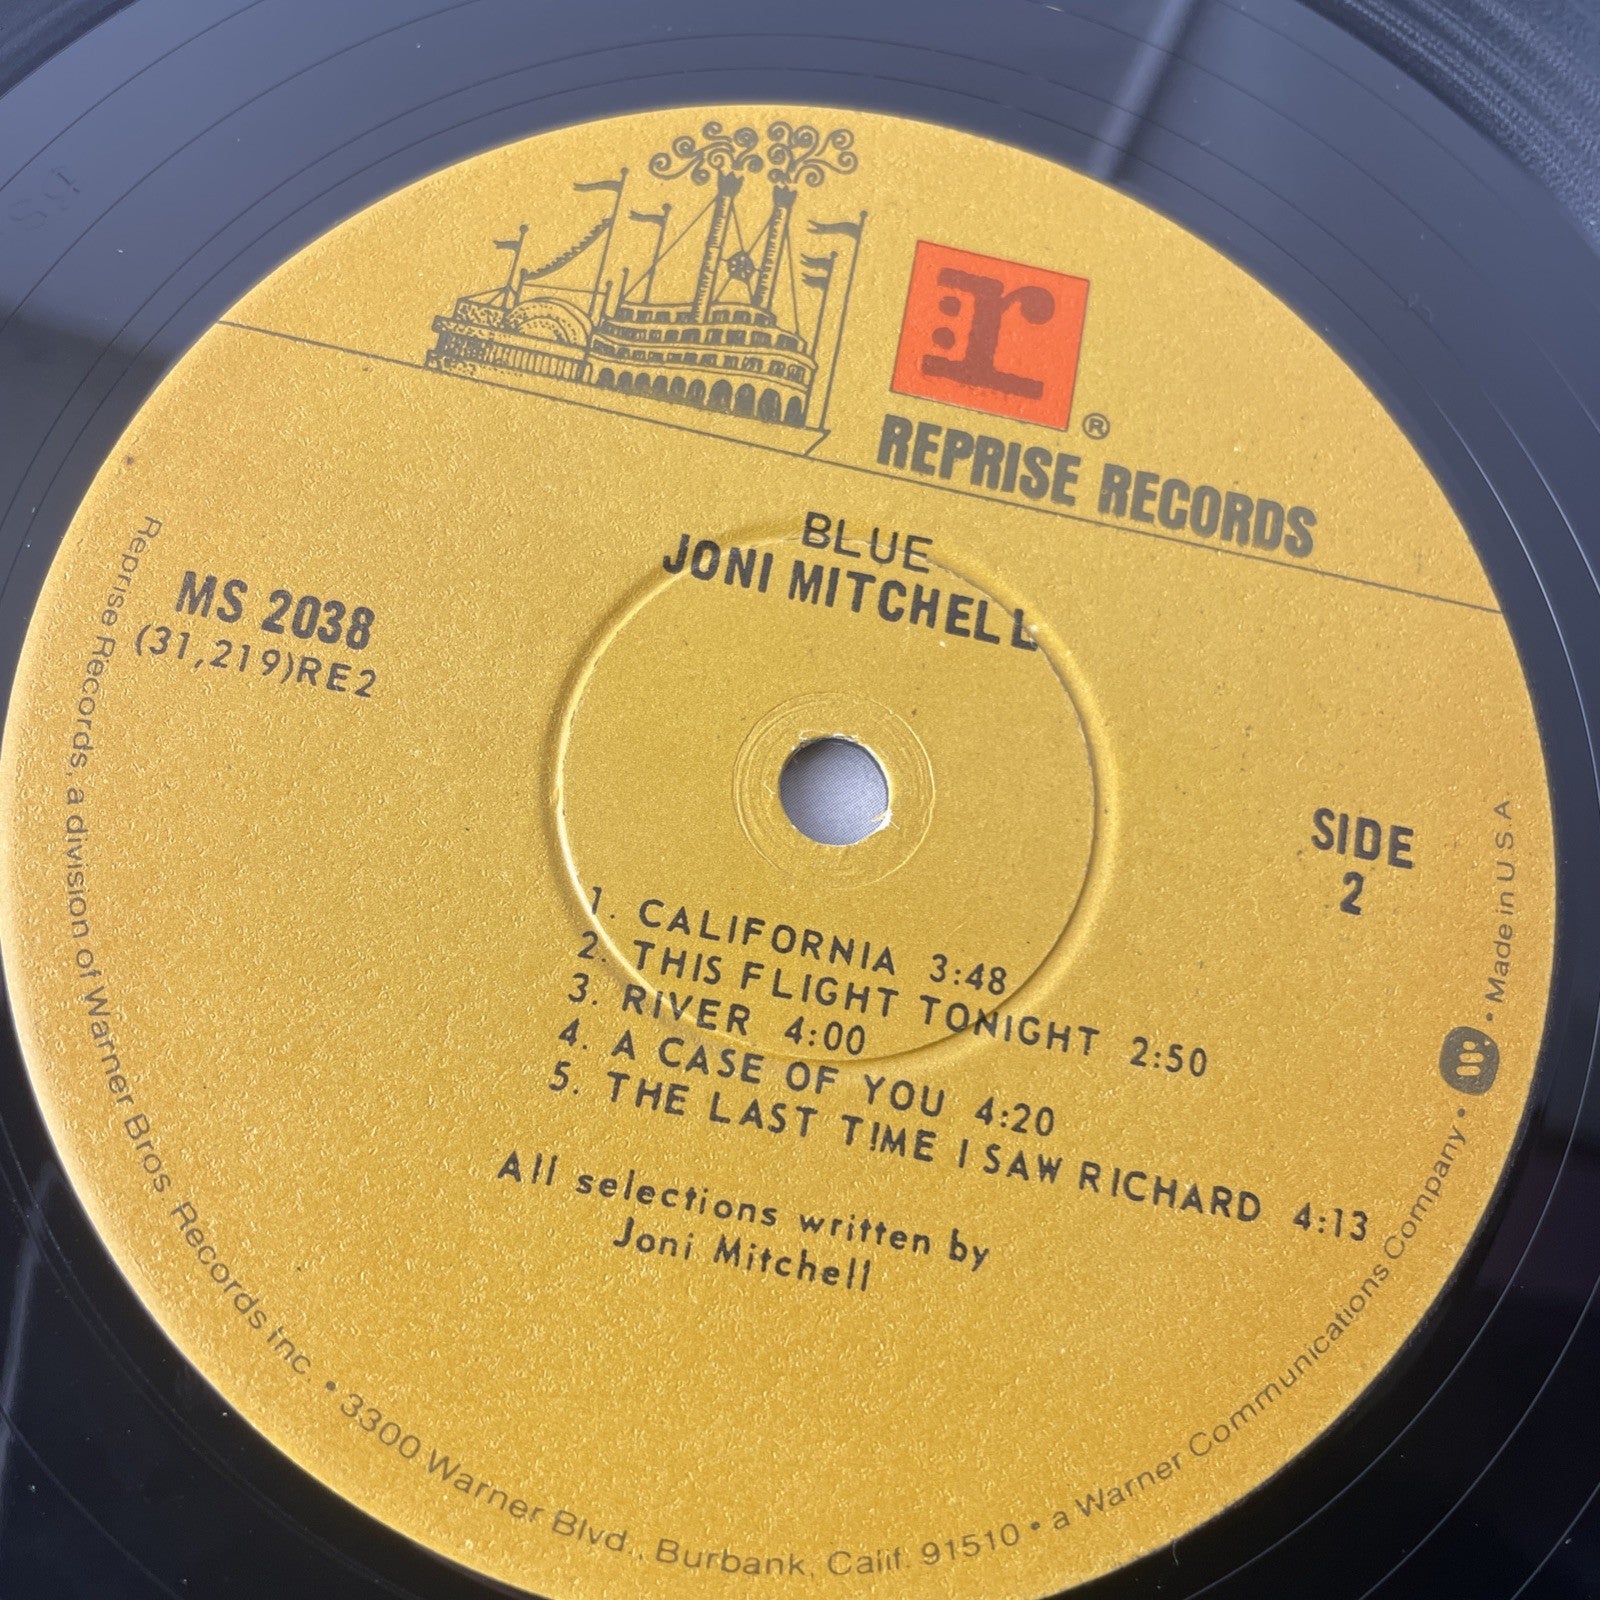 r
®
REPRISE RECORDS
BLUE
JONI MITCHELL
MS 2038
(31,219)RE2
SIDE
2
1. CALIFORNIA 3:48
2. THIS FLIGHT TONIGHT 2:50
3. RIVER 4:00
4. A CASE OF YOU 4:20
5. THE LAST TIME I SAW RICHARD 4:13
All selections written by
Joni Mitchell
Reprise Records, a division of Warner Bros. Records Inc. • 3300 Warner Blvd., Burbank, Calif. 91510 • a Warner Communications Company • W • Made in U.S.A.